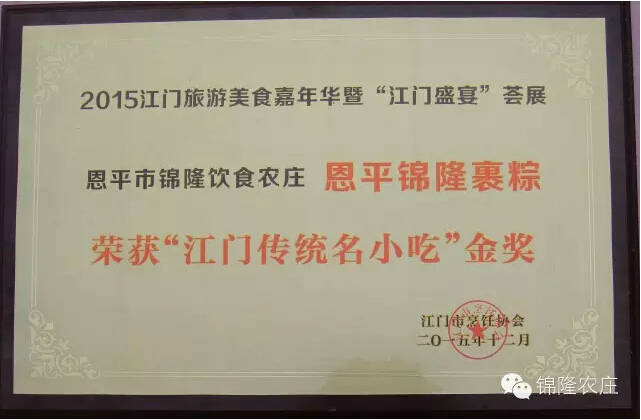 2015江门旅游美食嘉年华暨“江门盛宴”荟展
恩平市锦隆饮食农庄 恩平锦隆裹粽
荣获“江门传统名小吃”金奖
江门市烹饪协会
二〇一五年十二月
锦隆农庄